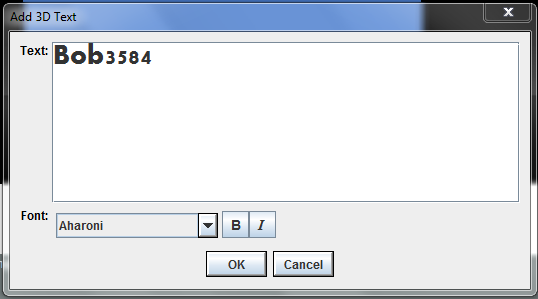 Add 3D Text
Text:
Bob3584
Font:
Aharoni
B I
OK Cancel